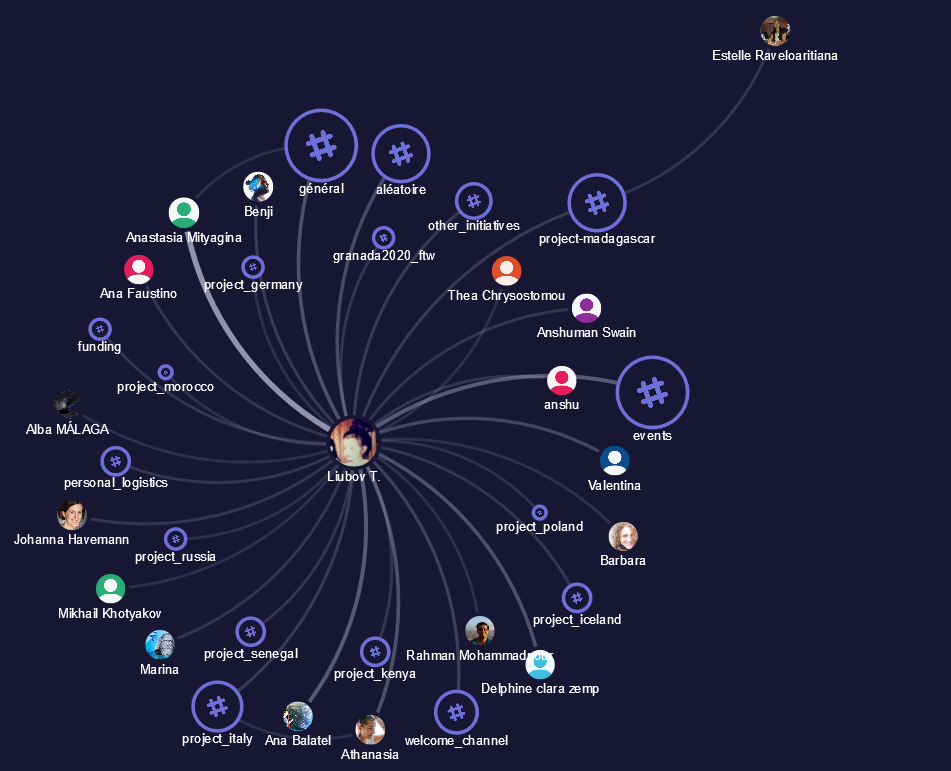 Estelle Raveloaritiana
général
aléatoire
Benji
other_initiatives
Anastasia Mityagina
project-madagascar
granada2020_ftw
project_germany
Ana Faustino
Thea Chrysostomou
Anshuman Swain
funding
project_morocco
anshu
Alba MÁLAGA
events
Liubov T.
personal_logistics
Valentina
project_poland
Johanna Havemann
project_russia
Barbara
Mikhail Khotyakov
project_iceland
project_senegal
Rahman
Marina
project_kenya
Delphine clara zemp
project_italy
Ana Balatel
welcome_channel
Athanasia